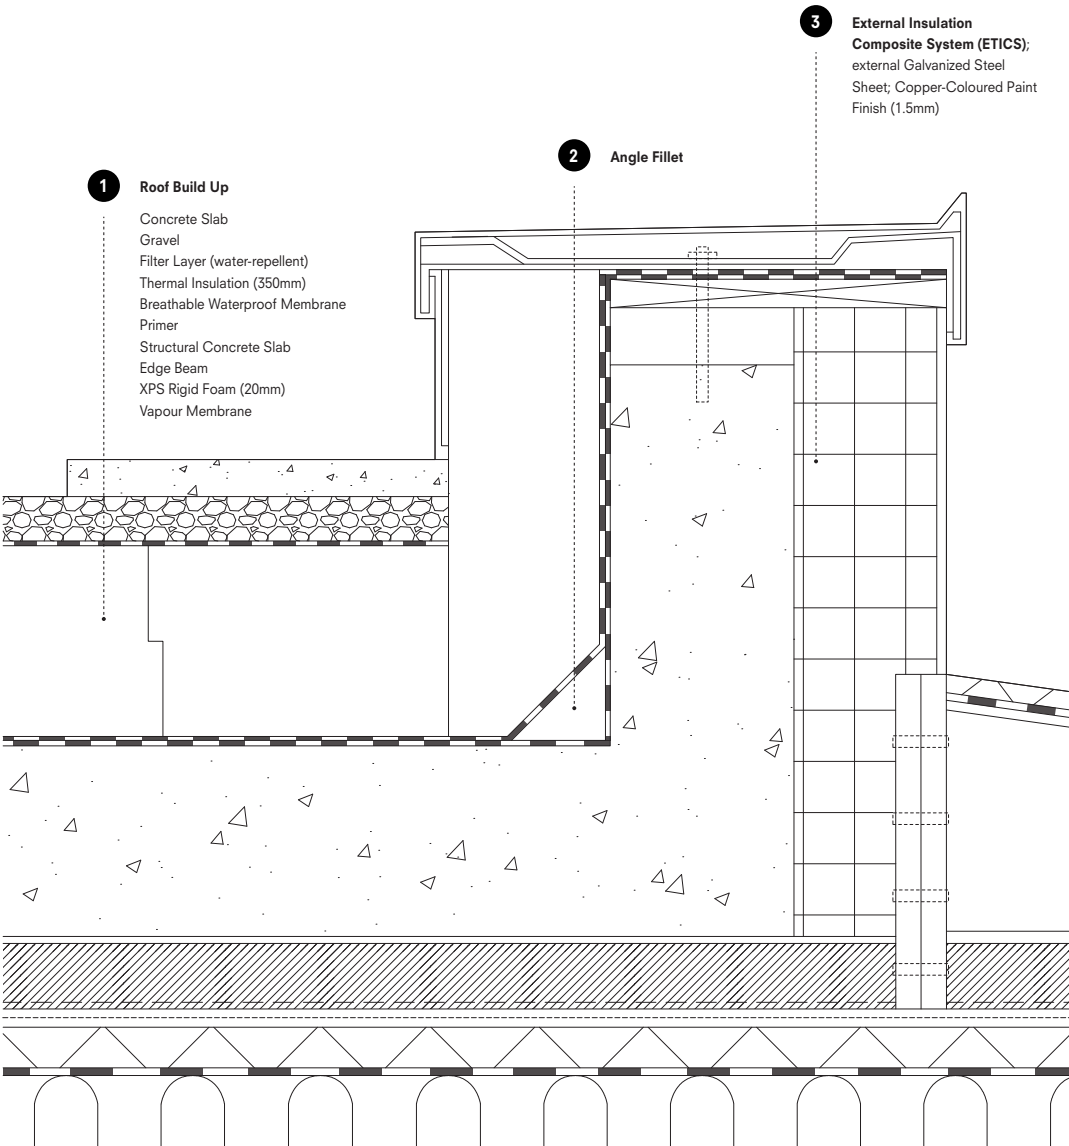 1
Roof Build Up
Concrete Slab
Gravel
Filter Layer (water-repellent)
Thermal Insulation (350mm)
Breathable Waterproof Membrane
Primer
Structural Concrete Slab
Edge Beam
XPS Rigid Foam (20mm)
Vapour Membrane
2
Angle Fillet
3
External Insulation
Composite System (ETICS);
external Galvanized Steel
Sheet; Copper-Coloured Paint
Finish (1.5mm)